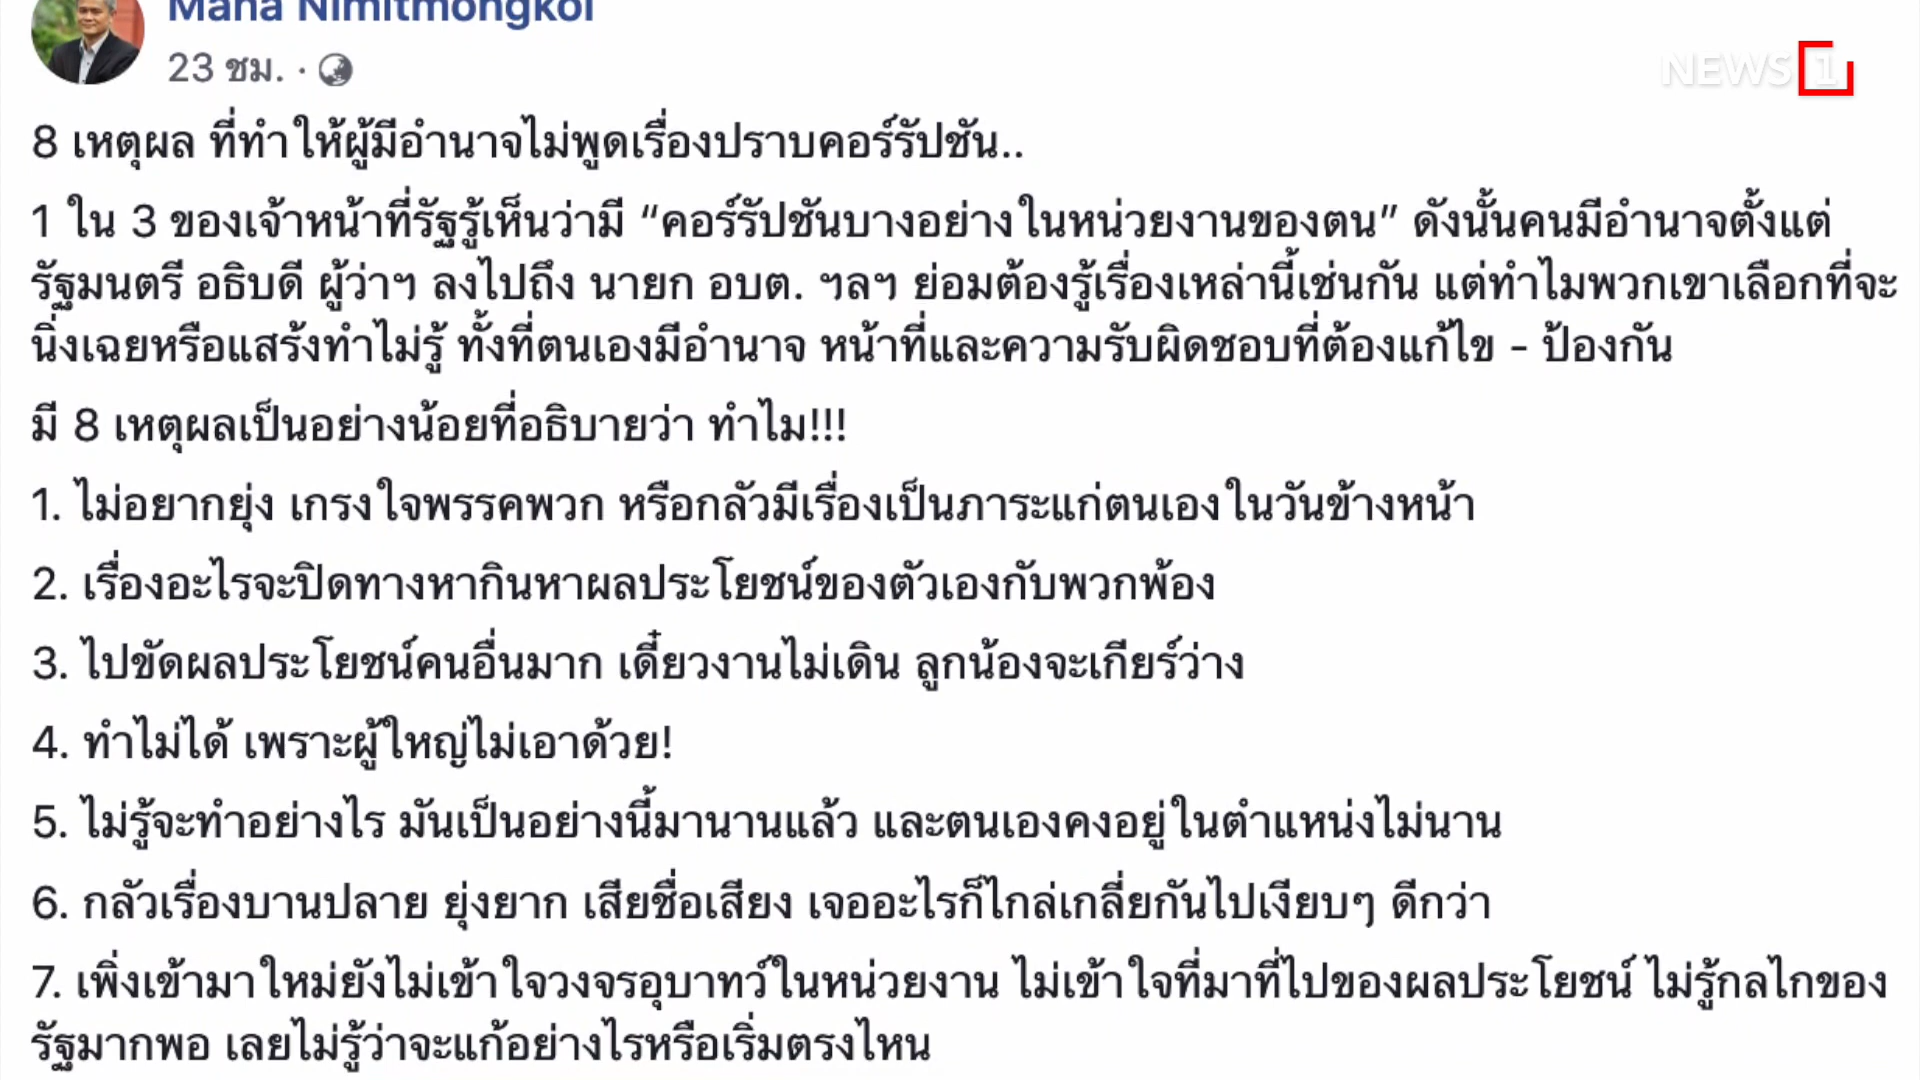 Mana Nimitmongkol
23 ชม. ·
NEWS 1
8 เหตุผล ที่ทำให้ผู้มีอำนาจไม่พูดเรื่องปราบคอร์รัปชัน..
1 ใน 3 ของเจ้าหน้าที่รัฐรู้เห็นว่ามี “คอร์รัปชันบางอย่างในหน่วยงานของตน” ดังนั้นคนมีอำนาจตั้งแต่
รัฐมนตรี อธิบดี ผู้ว่าฯ ลงไปถึง นายก อบต. ฯลฯ ย่อมต้องรู้เรื่องเหล่านี้เช่นกัน แต่ทำไมพวกเขาเลือกที่จะ
นิ่งเฉยหรือแสร้งทำไม่รู้ ทั้งที่ตนเองมีอำนาจ หน้าที่และความรับผิดชอบที่ต้องแก้ไข - ป้องกัน
มี 8 เหตุผลเป็นอย่างน้อยที่อธิบายว่า ทำไม!!!
1. ไม่อยากยุ่ง เกรงใจพรรคพวก หรือกลัวมีเรื่องเป็นภาระแก่ตนเองในวันข้างหน้า
2. เรื่องอะไรจะปิดทางหากินหาผลประโยชน์ของตัวเองกับพวกพ้อง
3. ไปขัดผลประโยชน์คนอื่นมาก เดี๋ยวงานไม่เดิน ลูกน้องจะเกียร์ว่าง
4. ทำไม่ได้ เพราะผู้ใหญ่ไม่เอาด้วย!
5. ไม่รู้จะทำอย่างไร มันเป็นอย่างนี้มานานแล้ว และตนเองคงอยู่ในตำแหน่งไม่นาน
6. กลัวเรื่องบานปลาย ยุ่งยาก เสียชื่อเสียง เจออะไรก็ไกล่เกลี่ยกันไปเงียบๆ ดีกว่า
7. เพิ่งเข้ามาใหม่ยังไม่เข้าใจวงจรอุบาทว์ในหน่วยงาน ไม่เข้าใจที่มาที่ไปของผลประโยชน์ ไม่รู้กลไกของ
รัฐมากพอ เลยไม่รู้ว่าจะแก้อย่างไรหรือเริ่มตรงไหน